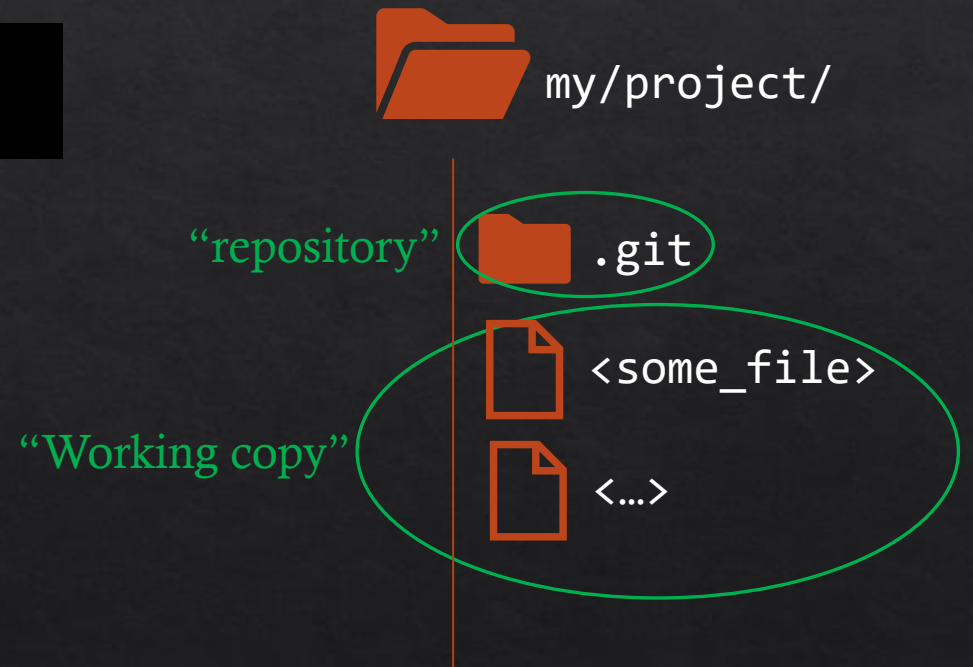 my/project/
“repository” .git
<some_file>
“Working copy”
<…>